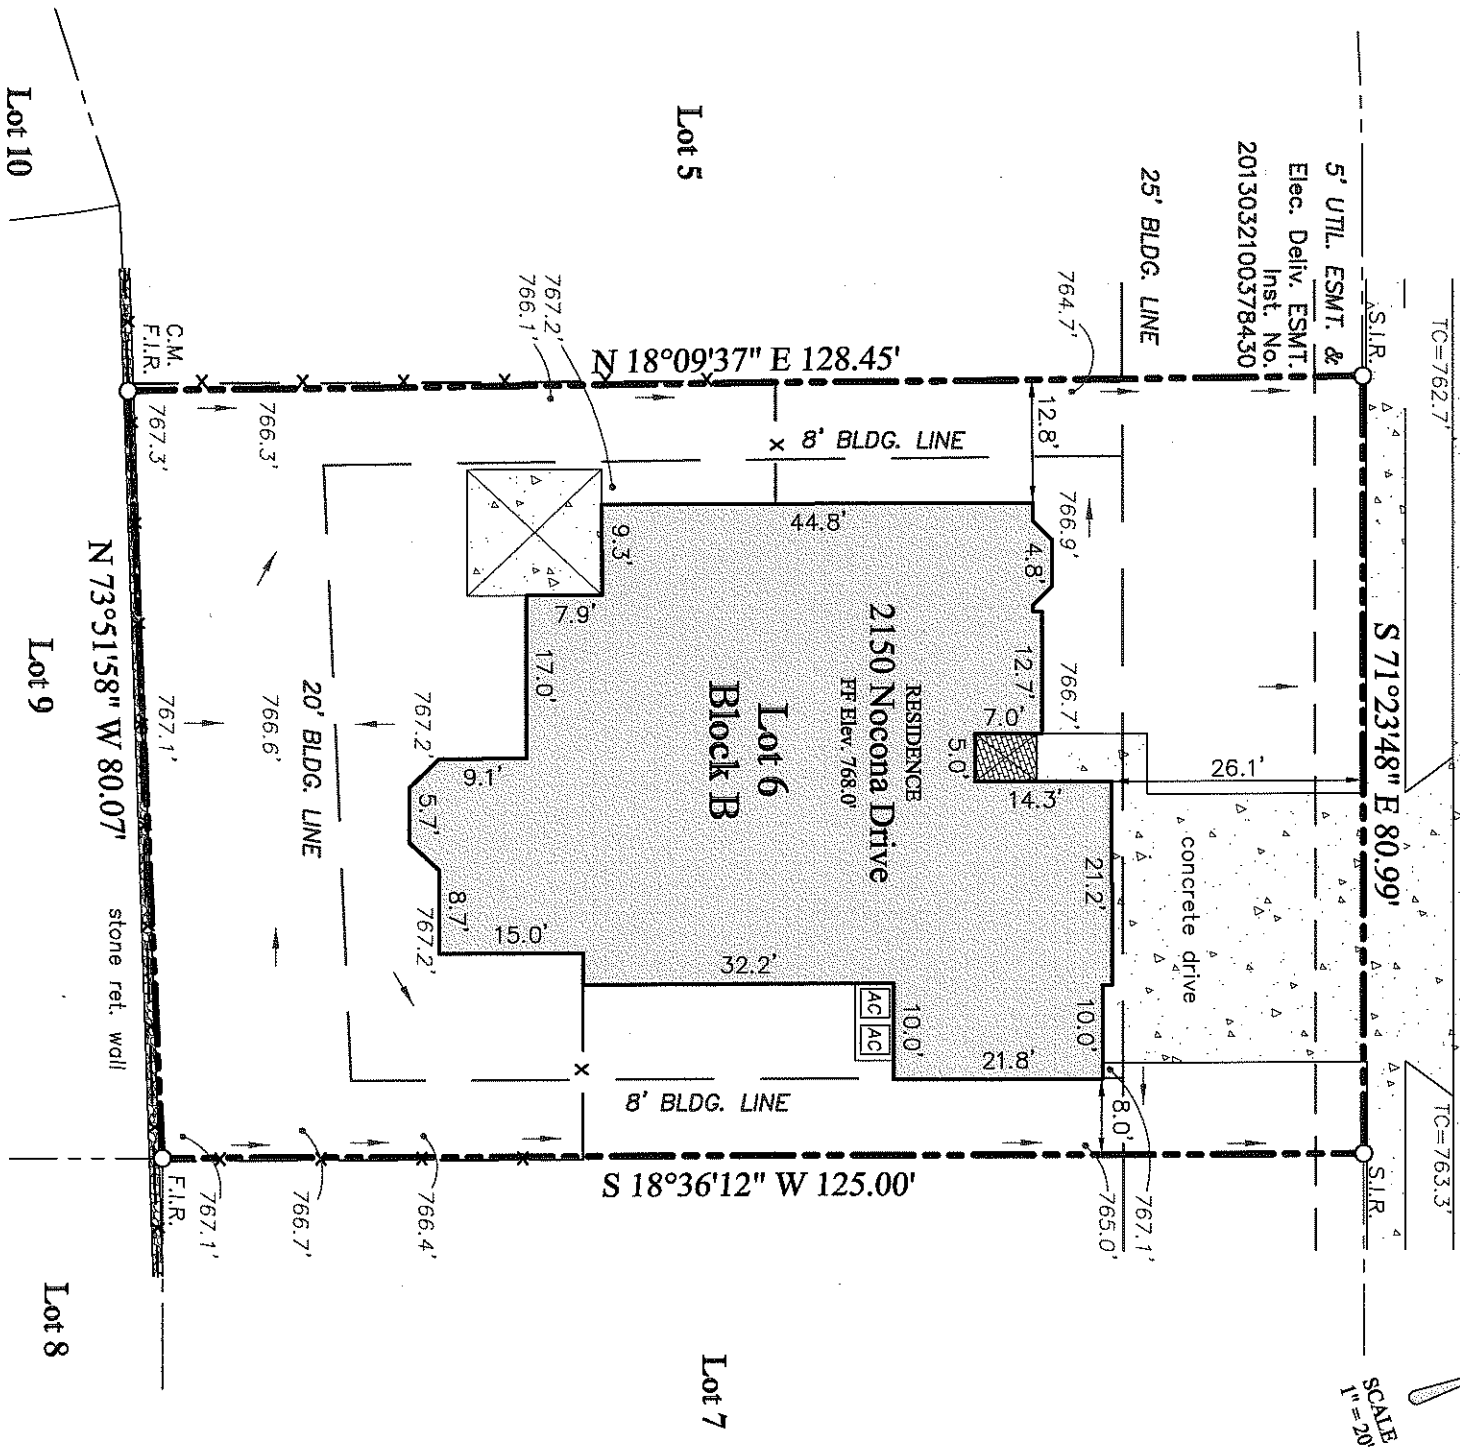 TC=762.7'
TC=763.3'
S.I.R.
S.I.R.
SCALE
1" = 20'
5' UTIL. ESMT. &
Elec. Deliv. ESMT.
Inst. No.
2013032100378430
S 71°23'48" E 80.99'
25' BLDG. LINE
26.1'
concrete drive
764.7'
12.8'
766.9'
766.7'
767.1'
765.0'
8.0'
Lot 5
N 18°09'37" E 128.45'
8' BLDG. LINE
44.8'
4.8'
12.7'
7.0'
5.0'
14.3'
21.2'
10.0'
21.8'
10.0'
AC
AC
32.2'
15.0'
8.7'
5.7'
9.1'
17.0'
7.9'
9.3'
RESIDENCE
2150 Nocona Drive
FF Elev. 768.0'
Lot 6
Block B
767.2'
766.1'
767.2'
767.2'
8' BLDG. LINE
S 18°36'12" W 125.00'
Lot 7
20' BLDG. LINE
766.3'
766.6'
766.4'
766.7'
767.1'
767.3'
767.1'
C.M.
F.I.R.
F.I.R.
N 73°51'58" W 80.07'
stone ret. wall
Lot 10
Lot 9
Lot 8